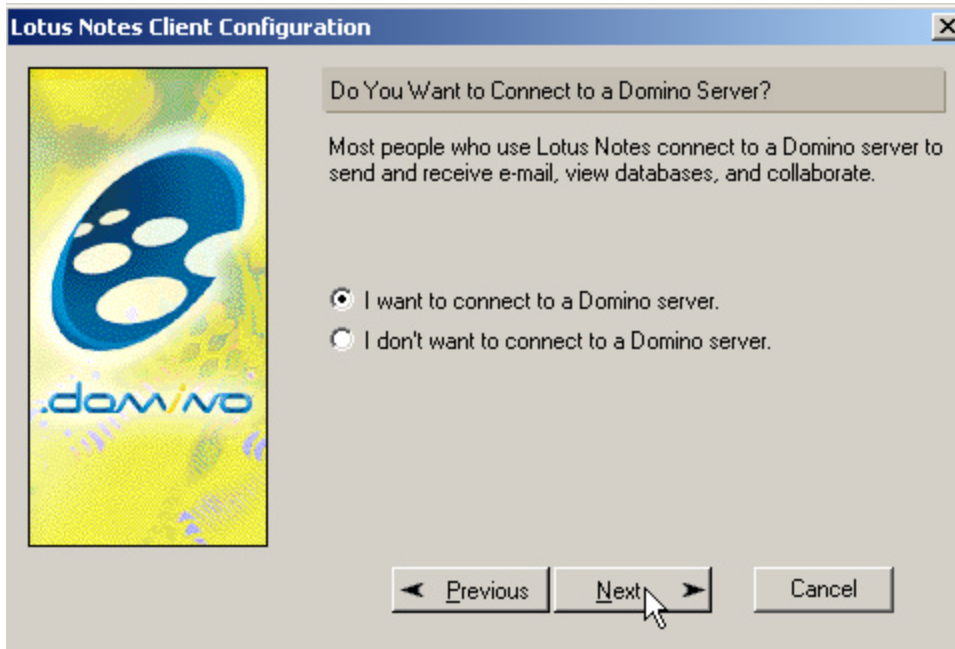 Lotus Notes Client Configuration
Do You Want to Connect to a Domino Server?
Most people who use Lotus Notes connect to a Domino server to
send and receive e-mail, view databases, and collaborate.
I want to connect to a Domino server.
I don't want to connect to a Domino server.
.domino
Previous
Next
Cancel